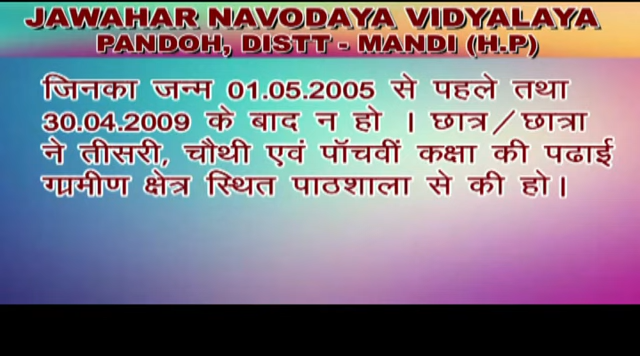 JAWAHAR NAVODAYA VIDYALAYA
PANDOH, DISTT - MANDI (H.P)
जिनका जन्म 01.05.2005 से पहले तथा
30.04.2009 के बाद न हो । छात्र/छात्रा
ने तीसरी, चौथी एवं पॉचवीं कक्षा की पढाई
ग्रामीण क्षेत्र स्थित पाठशाला से की हो।